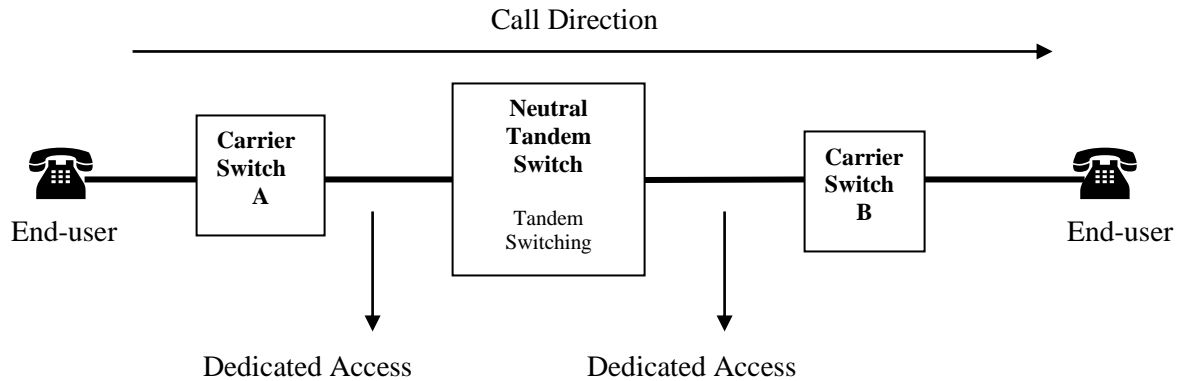 Call Direction
Neutral
Tandem
Switch
Tandem
Switching
Carrier
Switch
A
Carrier
Switch
B
End-user
End-user
Dedicated Access
Dedicated Access